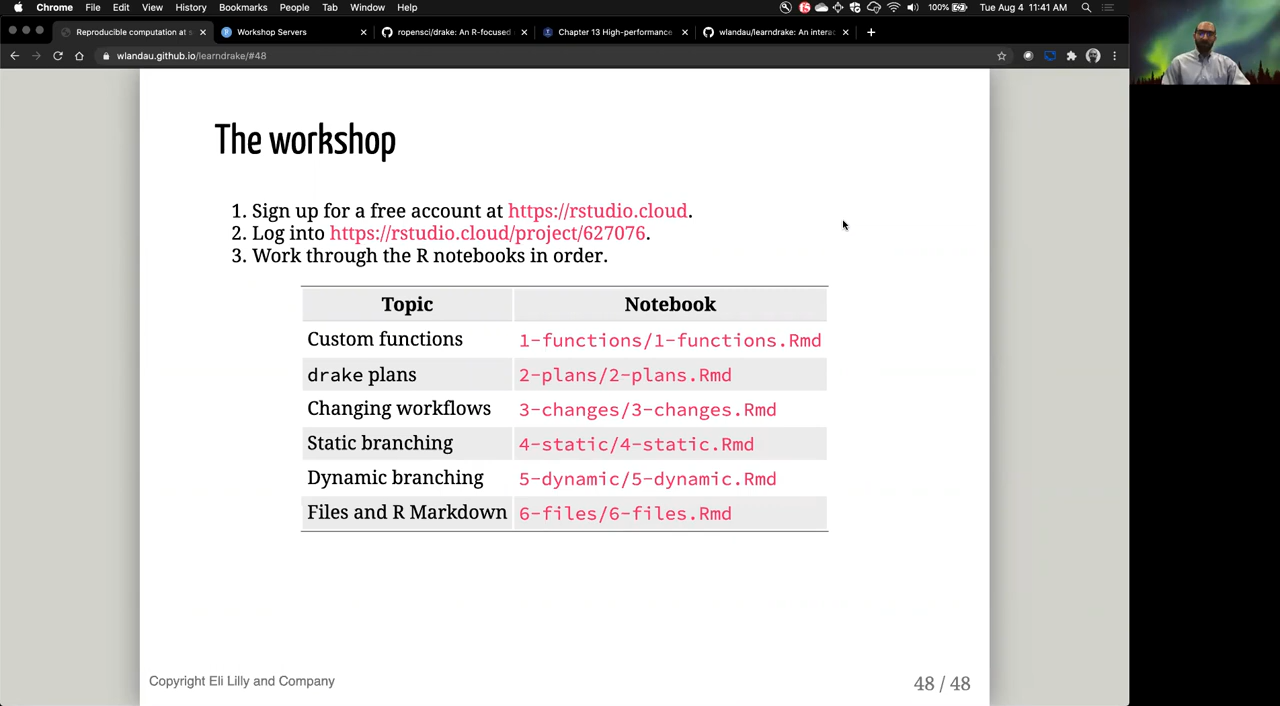 Chrome File Edit View History Bookmarks People Tab Window Help 100% Tue Aug 4 11:41 AM
Reproducible computation at s Workshop Servers ropensci/drake: An R-focused Chapter 13 High-performance wlandau/learndrake: An interac
wlandau.github.io/learndrake/#48
The workshop
1. Sign up for a free account at https://rstudio.cloud.
2. Log into https://rstudio.cloud/project/627076.
3. Work through the R notebooks in order.
Topic Notebook
Custom functions 1-functions/1-functions.Rmd
drake plans 2-plans/2-plans.Rmd
Changing workflows 3-changes/3-changes.Rmd
Static branching 4-static/4-static.Rmd
Dynamic branching 5-dynamic/5-dynamic.Rmd
Files and R Markdown 6-files/6-files.Rmd
Copyright Eli Lilly and Company 48 / 48